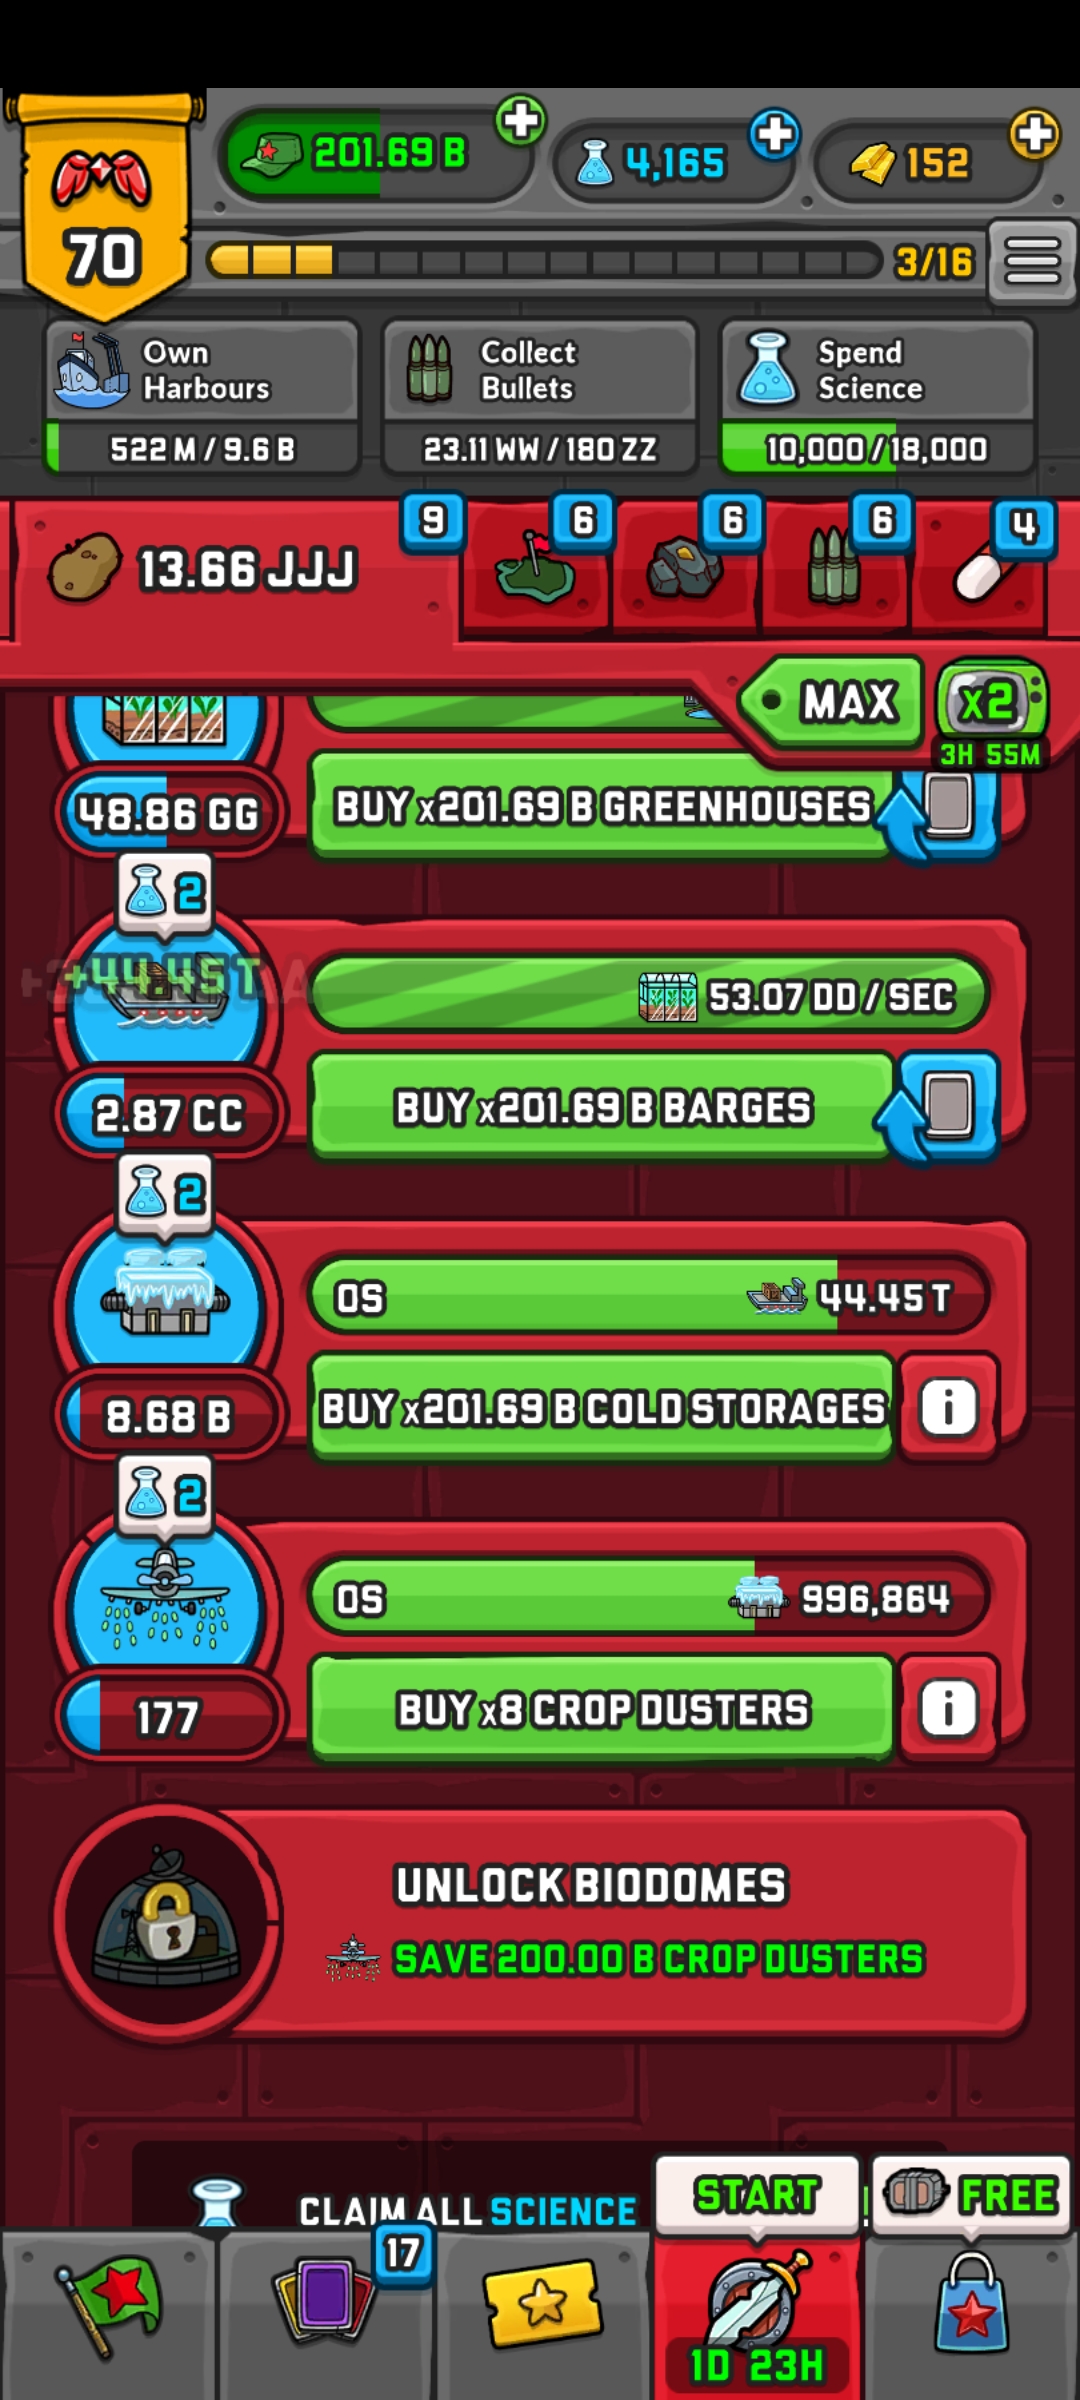 201.69 B
4,165
152
70
3/16
Own
Harbours
522 M / 9.6 B
Collect
Bullets
23.11 WW / 180 ZZ
Spend
Science
10,000 / 18,000
13.66 JJJ
9
6
6
6
4
MAX
x2
3H 55M
48.86 GG
BUY x201.69 B GREENHOUSES
2
+44.45T
53.07 DD / SEC
2.87 CC
BUY x201.69 B BARGES
2
0S
44.45 T
8.68 B
BUY x201.69 B COLD STORAGES
i
2
0S
996,864
177
BUY x8 CROP DUSTERS
i
UNLOCK BIODOMES
SAVE 200.00 B CROP DUSTERS
CLAIM ALL SCIENCE
START
FREE
17
1D 23H